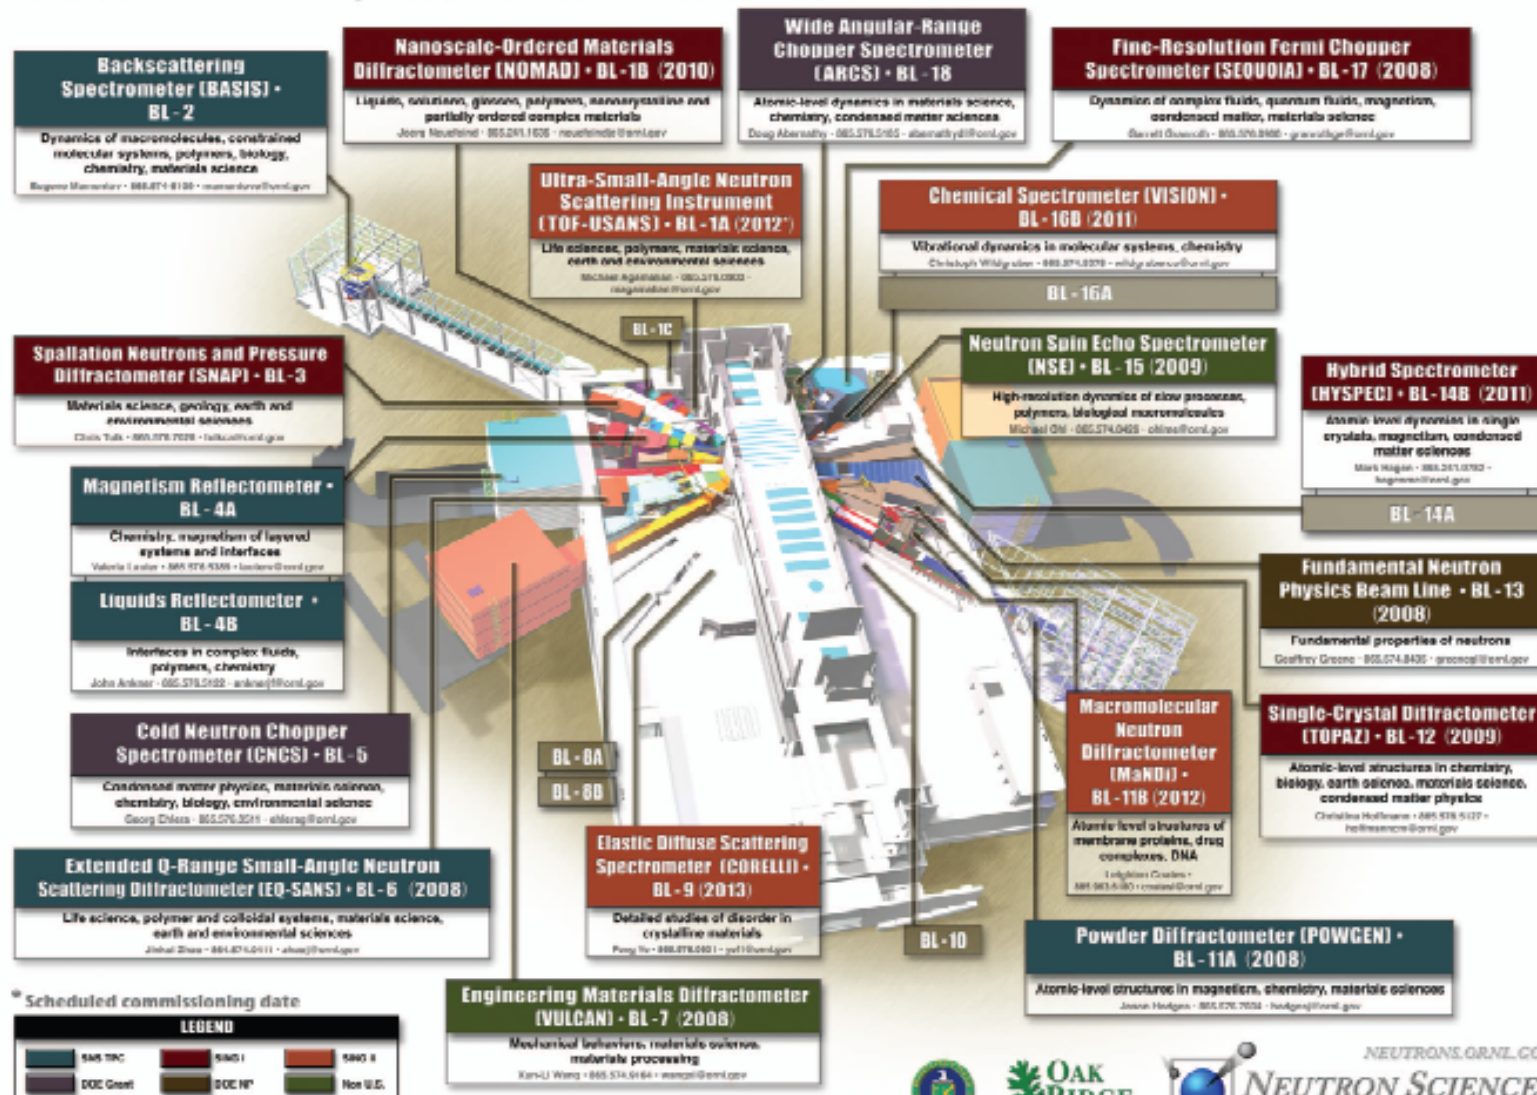 Backscattering
Spectrometer (BASIS) •
BL - 2
Dynamics of macromolecules, constrained
molecular systems, polymers, biology,
chemistry, materials science
Nanoscale-Ordered Materials
Diffractometer (NOMAD) • BL-1B (2010)
Liquids, solutions, glasses, polymers, nanocrystalline and
partially ordered complex materials
Wide Angular-Range
Chopper Spectrometer
(ARCS) • BL - 18
Atomic-level dynamics in materials science,
chemistry, condensed matter sciences
Fine-Resolution Fermi Chopper
Spectrometer (SEQUOIA) • BL - 17 (2008)
Dynamics of complex fluids, quantum fluids, magnetism,
condensed matter, materials science
Ultra-Small-Angle Neutron
Scattering Instrument
(TOF-USANS) • BL-1A (2012*)
Life sciences, polymers, materials science,
earth and environmental sciences
Chemical Spectrometer (VISION) •
BL - 16B (2011)
Vibrational dynamics in molecular systems, chemistry
BL - 16A
BL - 1C
Spallation Neutrons and Pressure
Diffractometer (SNAP) • BL-3
Materials science, geology, earth and
environmental sciences
Neutron Spin Echo Spectrometer
(NSE) • BL - 15 (2009)
High-resolution dynamics of slow processes,
polymers, biological macromolecules
Hybrid Spectrometer
(HYSPEC) • BL-14B (2011)
Atomic level dynamics in single
crystals, magnetism, condensed
matter sciences
BL - 14A
Magnetism Reflectometer •
BL - 4A
Chemistry, magnetism of layered
systems and interfaces
Liquids Reflectometer •
BL - 4B
Interfaces in complex fluids,
polymers, chemistry
Fundamental Neutron
Physics Beam Line • BL - 13
(2008)
Fundamental properties of neutrons
Cold Neutron Chopper
Spectrometer (CNCS) • BL - 5
Condensed matter physics, materials science,
chemistry, biology, environmental science
BL - 8A
BL - 8B
Macromolecular
Neutron
Diffractometer
(MaNDi) •
BL - 11B (2012)
Atomic-level structures of
membrane proteins, drug
complexes, DNA
Single-Crystal Diffractometer
(TOPAZ) • BL - 12 (2009)
Atomic-level structures in chemistry,
biology, earth science, materials science,
condensed matter physics
Extended Q-Range Small-Angle Neutron
Scattering Diffractometer (EQ-SANS) • BL - 6 (2008)
Life science, polymer and colloidal systems, materials science,
earth and environmental sciences
Elastic Diffuse Scattering
Spectrometer (CORELLI) •
BL - 9 (2013)
Detailed studies of disorder in
crystalline materials
BL - 10
Powder Diffractometer (POWGEN) •
BL - 11A (2008)
Atomic-level structures in magnetism, chemistry, materials sciences
Engineering Materials Diffractometer
(VULCAN) • BL - 7 (2008)
Mechanical behaviors, materials science,
materials processing
* Scheduled commissioning date
LEGEND
SNS TPC
SING I
SING II
DOE Grant
DOE NP
Non U.S.
OAK
RIDGE
NEUTRONS.ORNL.GO
NEUTRON SCIENCE